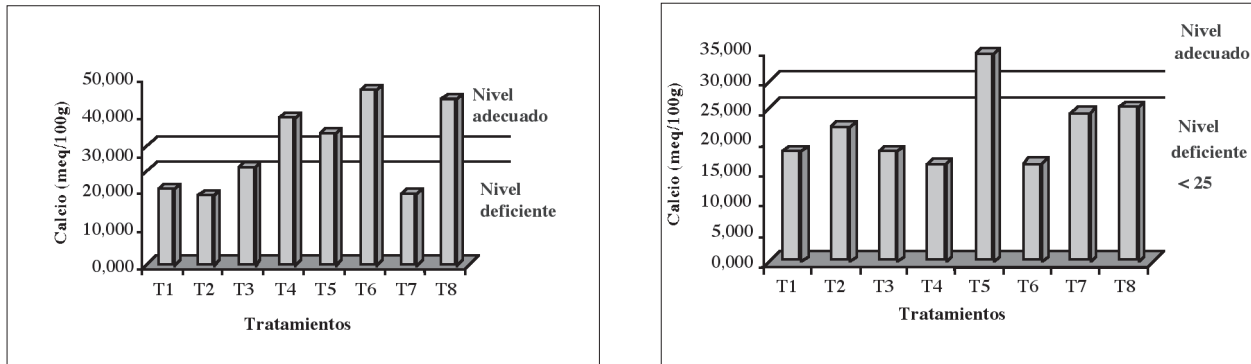 50,000
40,000
30,000
20,000
10,000
0,000
Calcio (meq/100g)
Nivel
adecuado
Nivel
deficiente
T1 T2 T3 T4 T5 T6 T7 T8
Tratamientos
35,000
30,000
25,000
20,000
15,000
10,000
5,000
0,000
Calcio (meq/100g)
Nivel
adecuado
Nivel
deficiente
< 25
T1 T2 T3 T4 T5 T6 T7 T8
Tratamientos